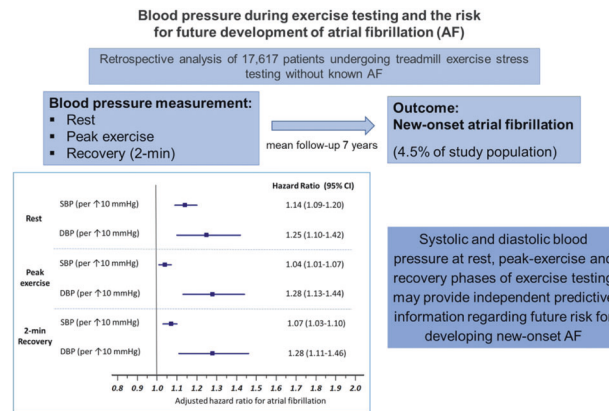 Blood pressure during exercise testing and the risk
for future development of atrial fibrillation (AF)
Retrospective analysis of 17,617 patients undergoing treadmill exercise stress
testing without known AF
Blood pressure measurement:
▪ Rest
▪ Peak exercise
▪ Recovery (2-min)
mean follow-up 7 years
Outcome:
New-onset atrial fibrillation
(4.5% of study population)
Hazard Ratio (95% CI)
Rest
SBP (per ↑10 mmHg) 1.14 (1.09-1.20)
DBP (per ↑10 mmHg) 1.25 (1.10-1.42)
Peak
exercise
SBP (per ↑10 mmHg) 1.04 (1.01-1.07)
DBP (per ↑10 mmHg) 1.28 (1.13-1.44)
2-min
Recovery
SBP (per ↑10 mmHg) 1.07 (1.03-1.10)
DBP (per ↑10mmHg) 1.28 (1.11-1.46)
0.8 0.9 1.0 1.1 1.2 1.3 1.4 1.5 1.6 1.7 1.8 1.9 2.0
Adjusted hazard ratio for atrial fibrillation
Systolic and diastolic blood
pressure at rest, peak-exercise and
recovery phases of exercise testing
may provide independent predictive
information regarding future risk for
developing new-onset AF